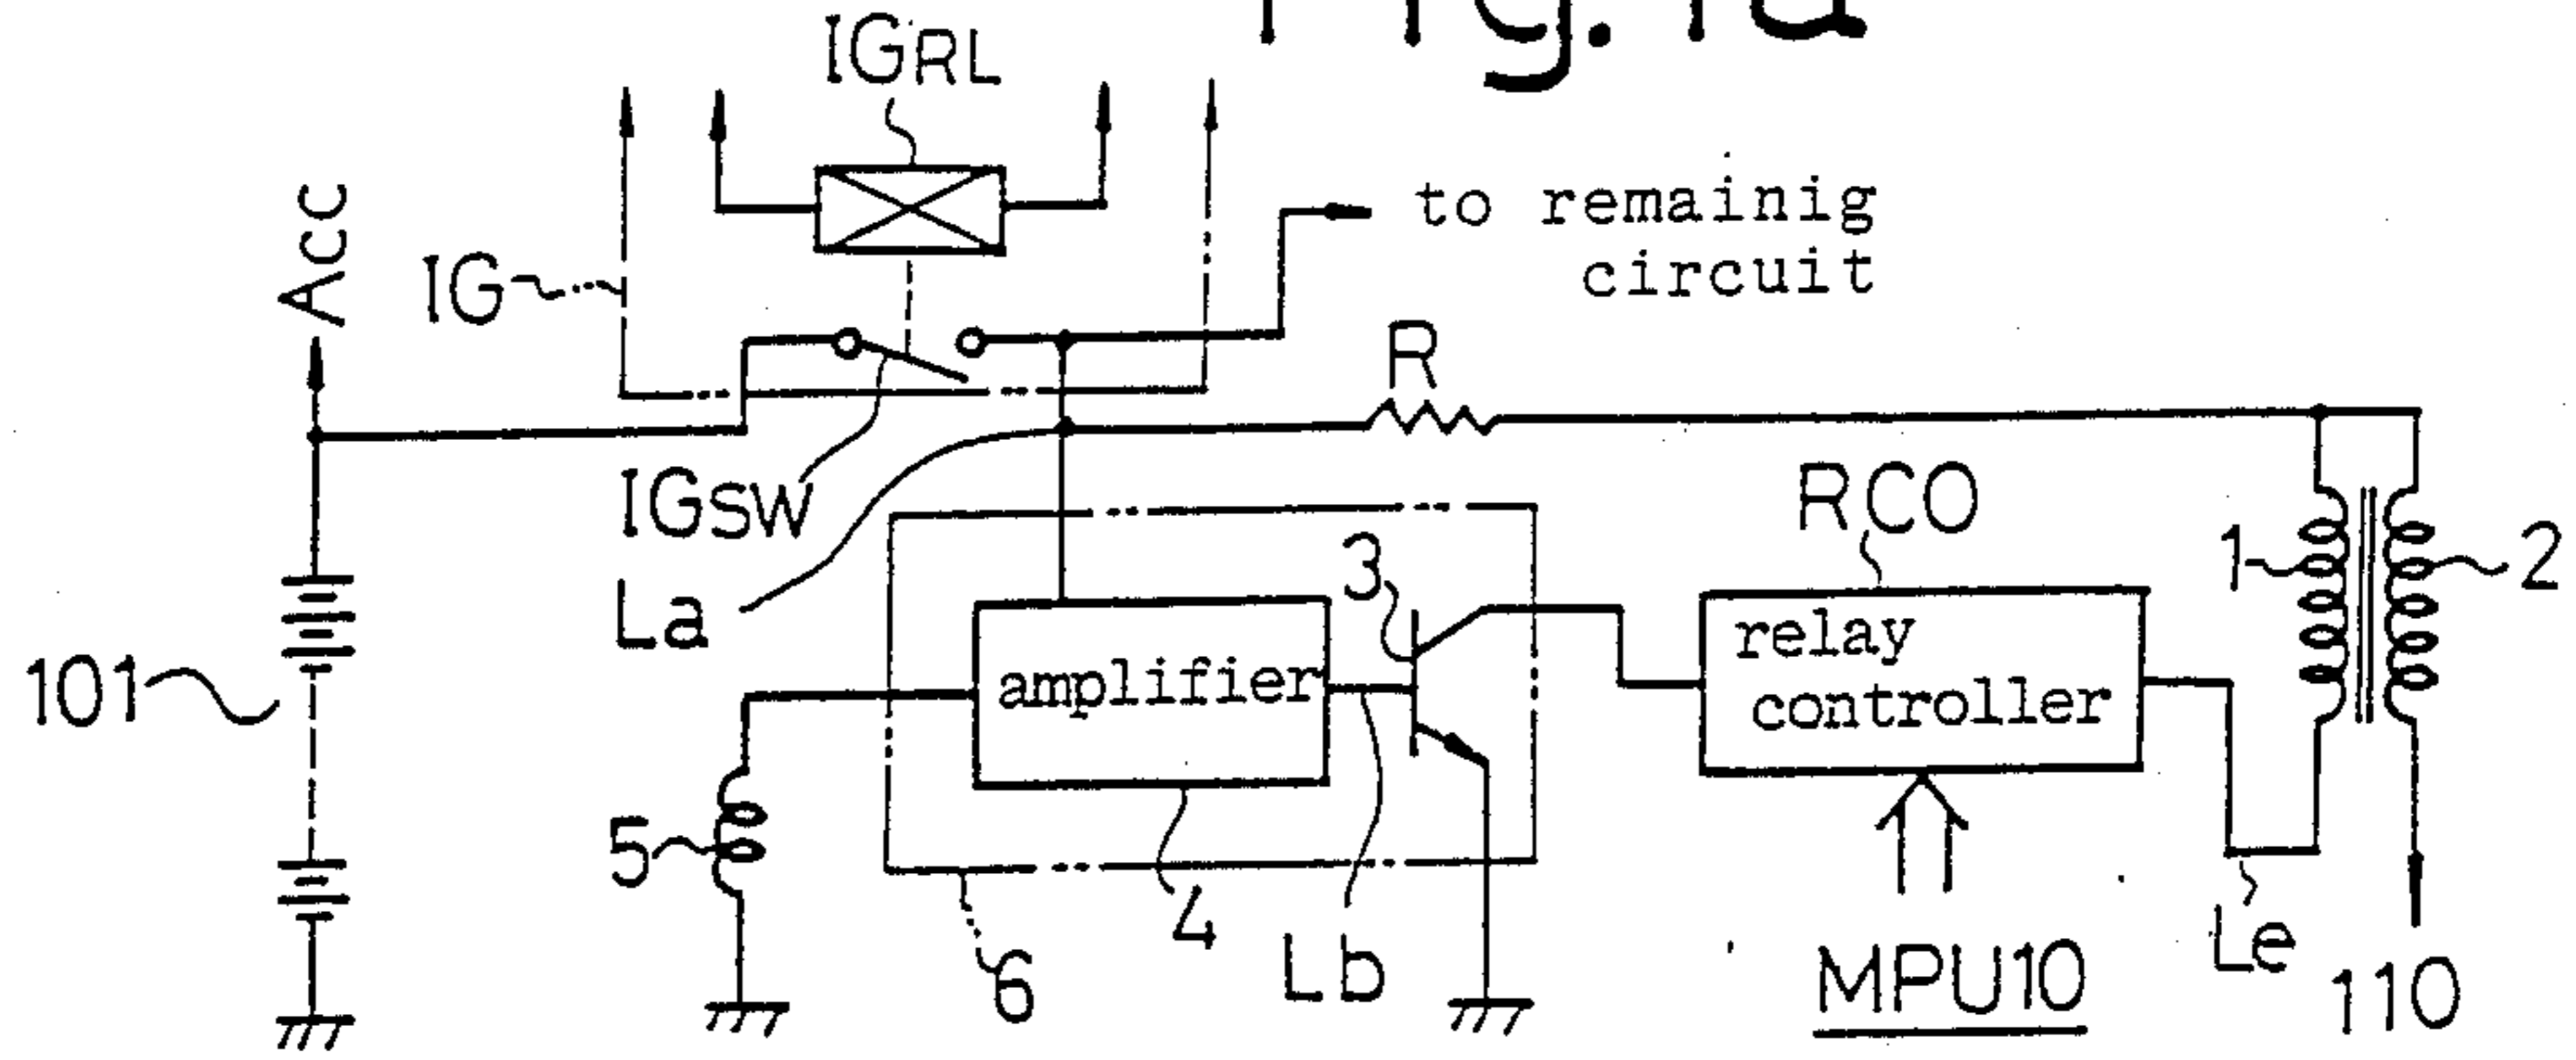 Fig. 1a
IGRL
Acc
IG
to remainig
circuit
R
IGSW
La
RCO
3
1
2
101
amplifier
relay
controller
5
4
6
Lb
MPU10
Le
110